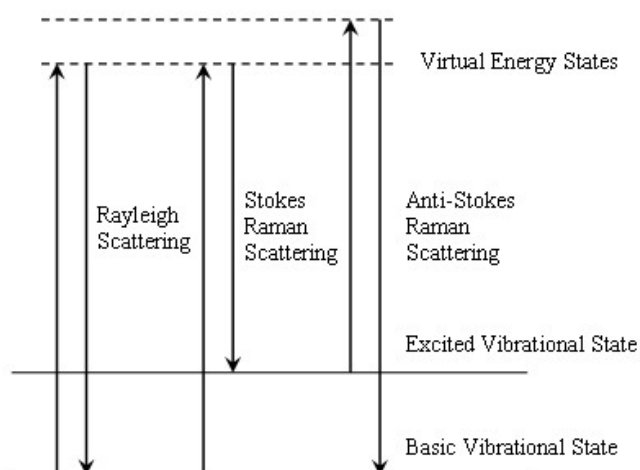 Virtual Energy States
Rayleigh
Scattering
Stokes
Raman
Scattering
Anti-Stokes
Raman
Scattering
Excited Vibrational State
Basic Vibrational State